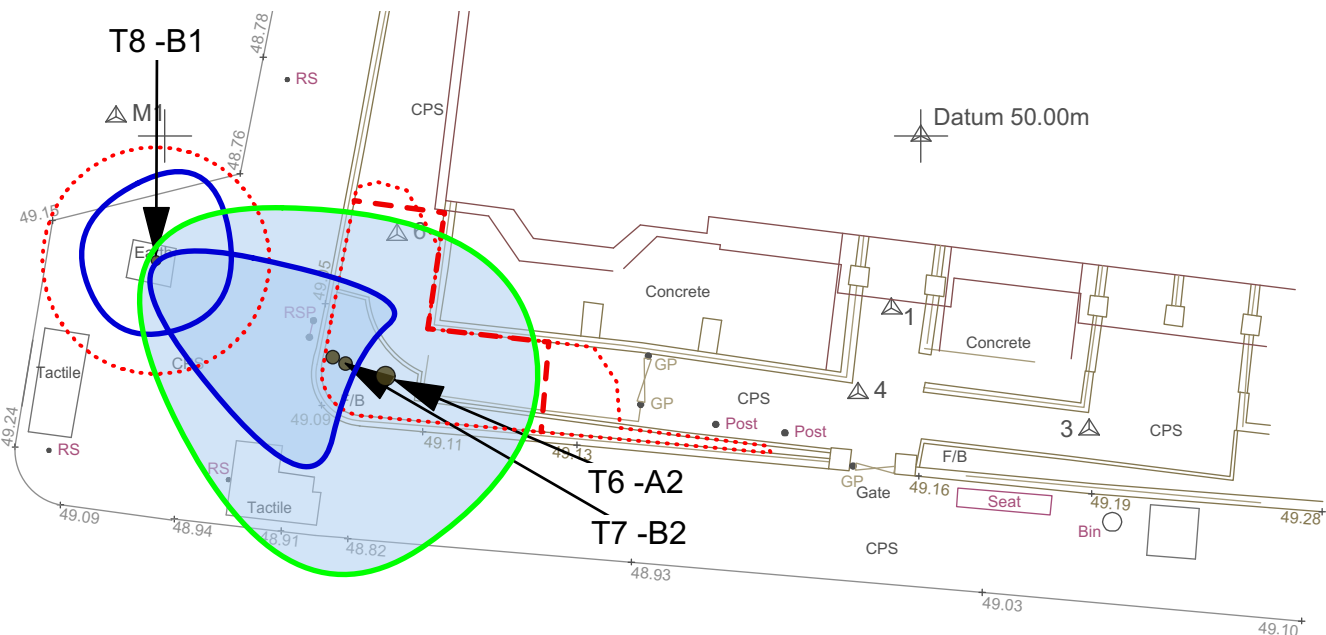 48.78
T8 -B1
RS
CPS
M1
Datum 50.00m
48.76
49.15
6
Earth
RSP
Concrete
1
Concrete
CPS
Tactile
GP
4
F/B
GP
CPS
49.09
Post
Post
3
CPS
49.24
49.11
RS
49.13
F/B
RS
T6 -A2
GP
Gate
49.16
Seat
49.19
Tactile
49.28
49.09
48.94
48.91
48.82
T7 -B2
Bin
CPS
48.93
49.03
49.10